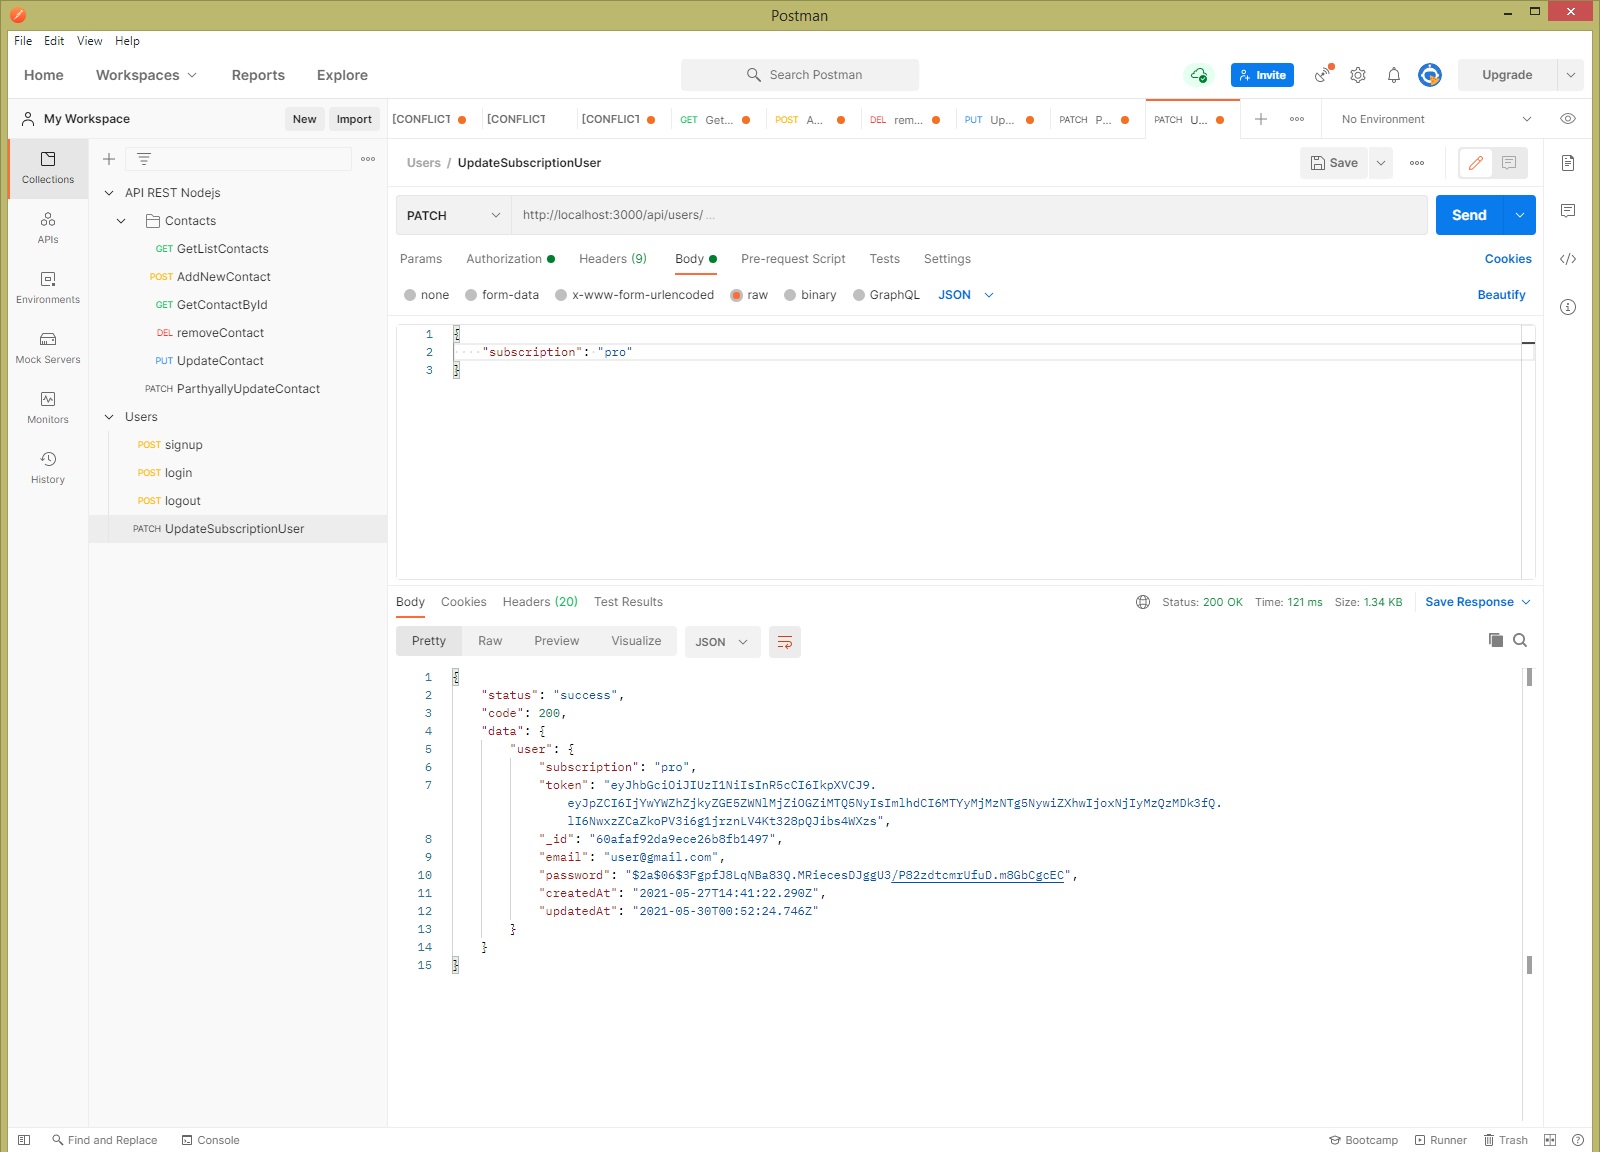 Postman
File Edit View Help
Home Workspaces Reports Explore Search Postman Invite Upgrade
My Workspace New Import
[CONFLICT [CONFLICT [CONFLICT GET Get... POST A... DEL rem... PUT Up... PATCH P... PATCH U... No Environment
Collections
APIs
Environments
Mock Servers
Monitors
History
API REST Nodejs
Contacts
GET GetListContacts
POST AddNewContact
GET GetContactById
DEL removeContact
PUT UpdateContact
PATCH ParthyallyUpdateContact
Users
POST signup
POST login
POST logout
PATCH UpdateSubscriptionUser
Users / UpdateSubscriptionUser Save
PATCH http://localhost:3000/api/users/ ... Send
Params Authorization Headers (9) Body Pre-request Script Tests Settings Cookies
none form-data x-www-form-urlencoded raw binary GraphQL JSON Beautify
1 {
2 "subscription": "pro"
3 }
Body Cookies Headers (20) Test Results Status: 200 OK Time: 121 ms Size: 1.34 KB Save Response
Pretty Raw Preview Visualize JSON
1 {
2 "status": "success",
3 "code": 200,
4 "data": {
5 "user": {
6 "subscription": "pro",
7 "token": "eyJhbGciOiJIUzI1NiIsInR5cCI6IkpXVCJ9.
eyJpZCI6IjYwYWZhZjkyZGE5ZWNlMjZiOGZiMTQ5NyIsImlhdCI6MTYyMjMzNTg5NywiZXhwIjoxNjIyMzQzMDk3fQ.
lI6NwxzZCaZkoPV3i6g1jrznLV4Kt328pQJibs4WXzs",
8 "_id": "60afaf92da9ece26b8fb1497",
9 "email": "user@gmail.com",
10 "password": "$2a$06$3FgpfJ8LqNBa83Q.MRiecesDJggU3/P82zdtcmrUfuD.m8GbCgcEC",
11 "createdAt": "2021-05-27T14:41:22.290Z",
12 "updatedAt": "2021-05-30T00:52:24.746Z"
13 }
14 }
15 }
Find and Replace Console Bootcamp Runner Trash